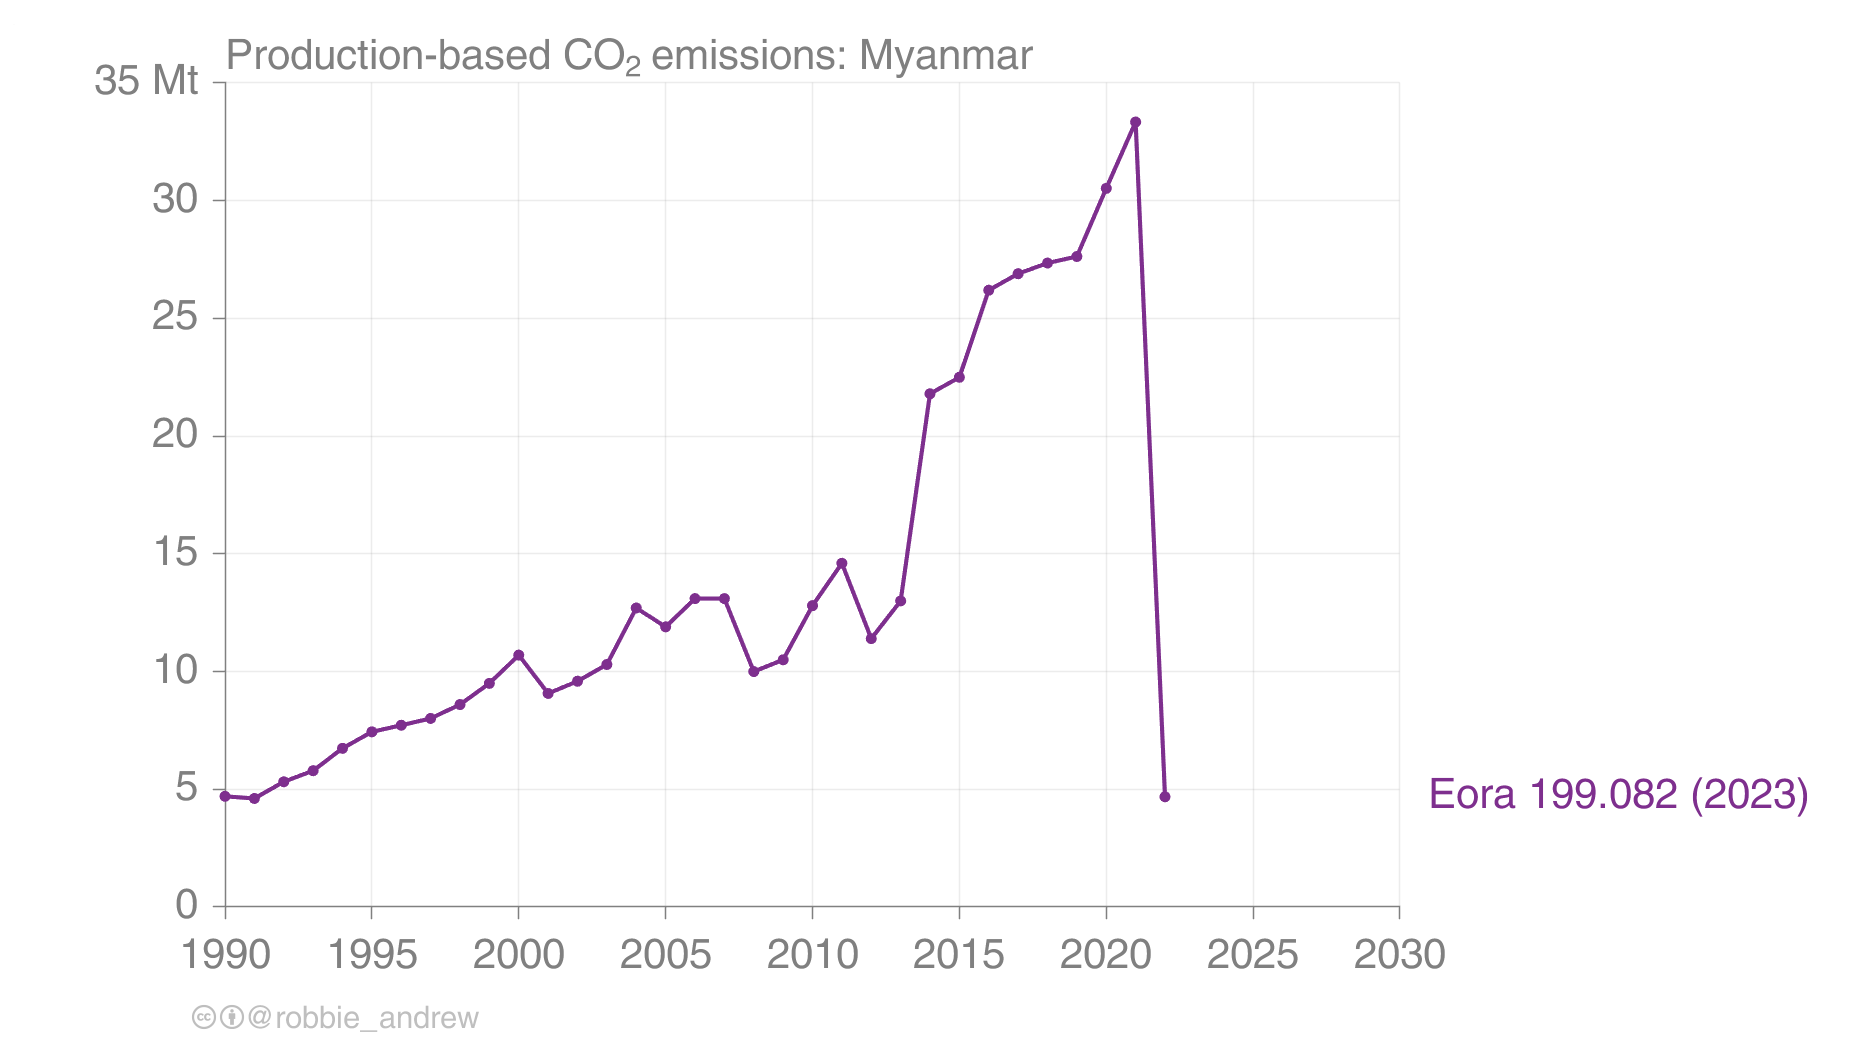 Production-based CO₂ emissions: Myanmar
35 Mt
30
25
20
15
10
5
0
1990 1995 2000 2005 2010 2015 2020 2025 2030
Eora 199.082 (2023)
cc @robbie_andrew